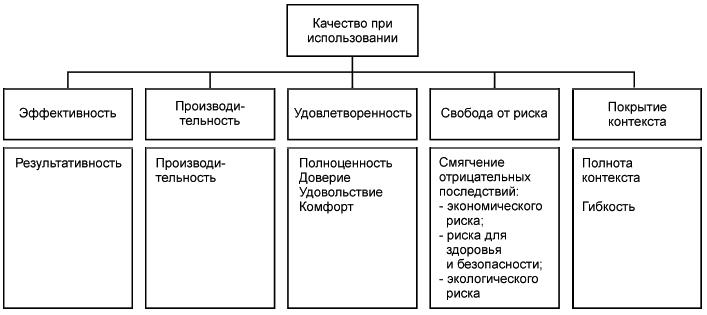 Качество при
использовании
Эффективность
Производи-
тельность
Удовлетворенность
Свобода от риска
Покрытие
контекста
Результативность
Производи-
тельность
Полноценность
Доверие
Удовольствие
Комфорт
Смягчение
отрицательных
последствий:
- экономического
риска;
- риска для
здоровья
и безопасности;
- экологического
риска
Полнота
контекста
Гибкость